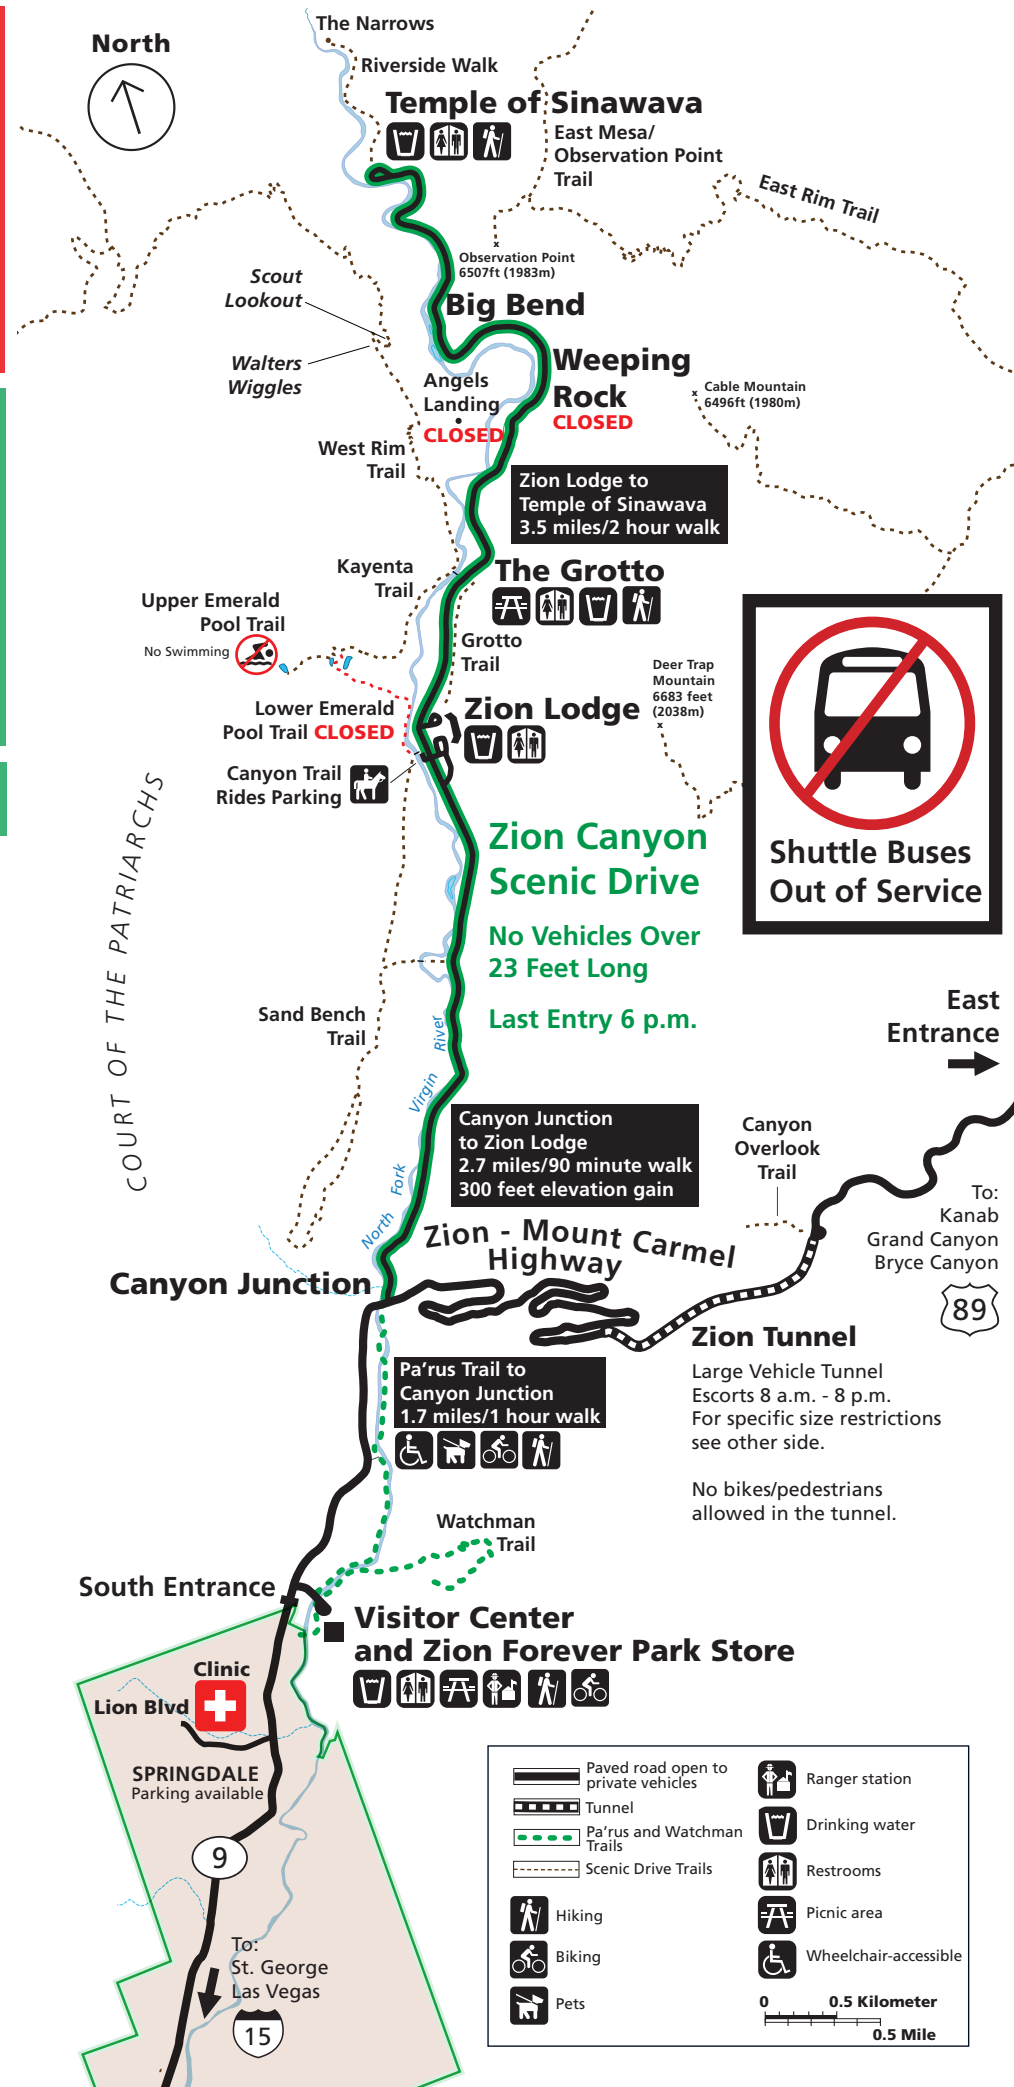 North
The Narrows
Riverside Walk
Temple of Sinawava
East Mesa/
Observation Point
Trail
East Rim Trail
Observation Point
6507ft (1983m)
Scout
Lookout
Big Bend
Walters
Wiggles
Angels
Landing
CLOSED
Weeping
Rock
CLOSED
Cable Mountain
6496ft (1980m)
West Rim
Trail
Zion Lodge to
Temple of Sinawava
3.5 miles/2 hour walk
Kayenta
Trail
The Grotto
Upper Emerald
Pool Trail
No Swimming
Grotto
Trail
Deer Trap
Mountain
6683 feet
(2038m)
Lower Emerald
Pool Trail CLOSED
Zion Lodge
Canyon Trail
Rides Parking
COURT OF THE PATRIARCHS
Zion Canyon
Scenic Drive
No Vehicles Over
23 Feet Long
Last Entry 6 p.m.
Shuttle Buses
Out of Service
Sand Bench
Trail
North Fork Virgin River
East
Entrance
Canyon Junction
to Zion Lodge
2.7 miles/90 minute walk
300 feet elevation gain
Canyon
Overlook
Trail
To:
Kanab
Grand Canyon
Bryce Canyon
89
Zion - Mount Carmel
Highway
Canyon Junction
Zion Tunnel
Large Vehicle Tunnel
Escorts 8 a.m. - 8 p.m.
For specific size restrictions
see other side.
No bikes/pedestrians
allowed in the tunnel.
Pa'rus Trail to
Canyon Junction
1.7 miles/1 hour walk
Watchman
Trail
South Entrance
Visitor Center
and Zion Forever Park Store
Clinic
Lion Blvd
SPRINGDALE
Parking available
9
To:
St. George
Las Vegas
15
Paved road open to
private vehicles
Tunnel
Pa'rus and Watchman
Trails
Scenic Drive Trails
Hiking
Biking
Pets
Ranger station
Drinking water
Restrooms
Picnic area
Wheelchair-accessible
0 0.5 Kilometer
0.5 Mile